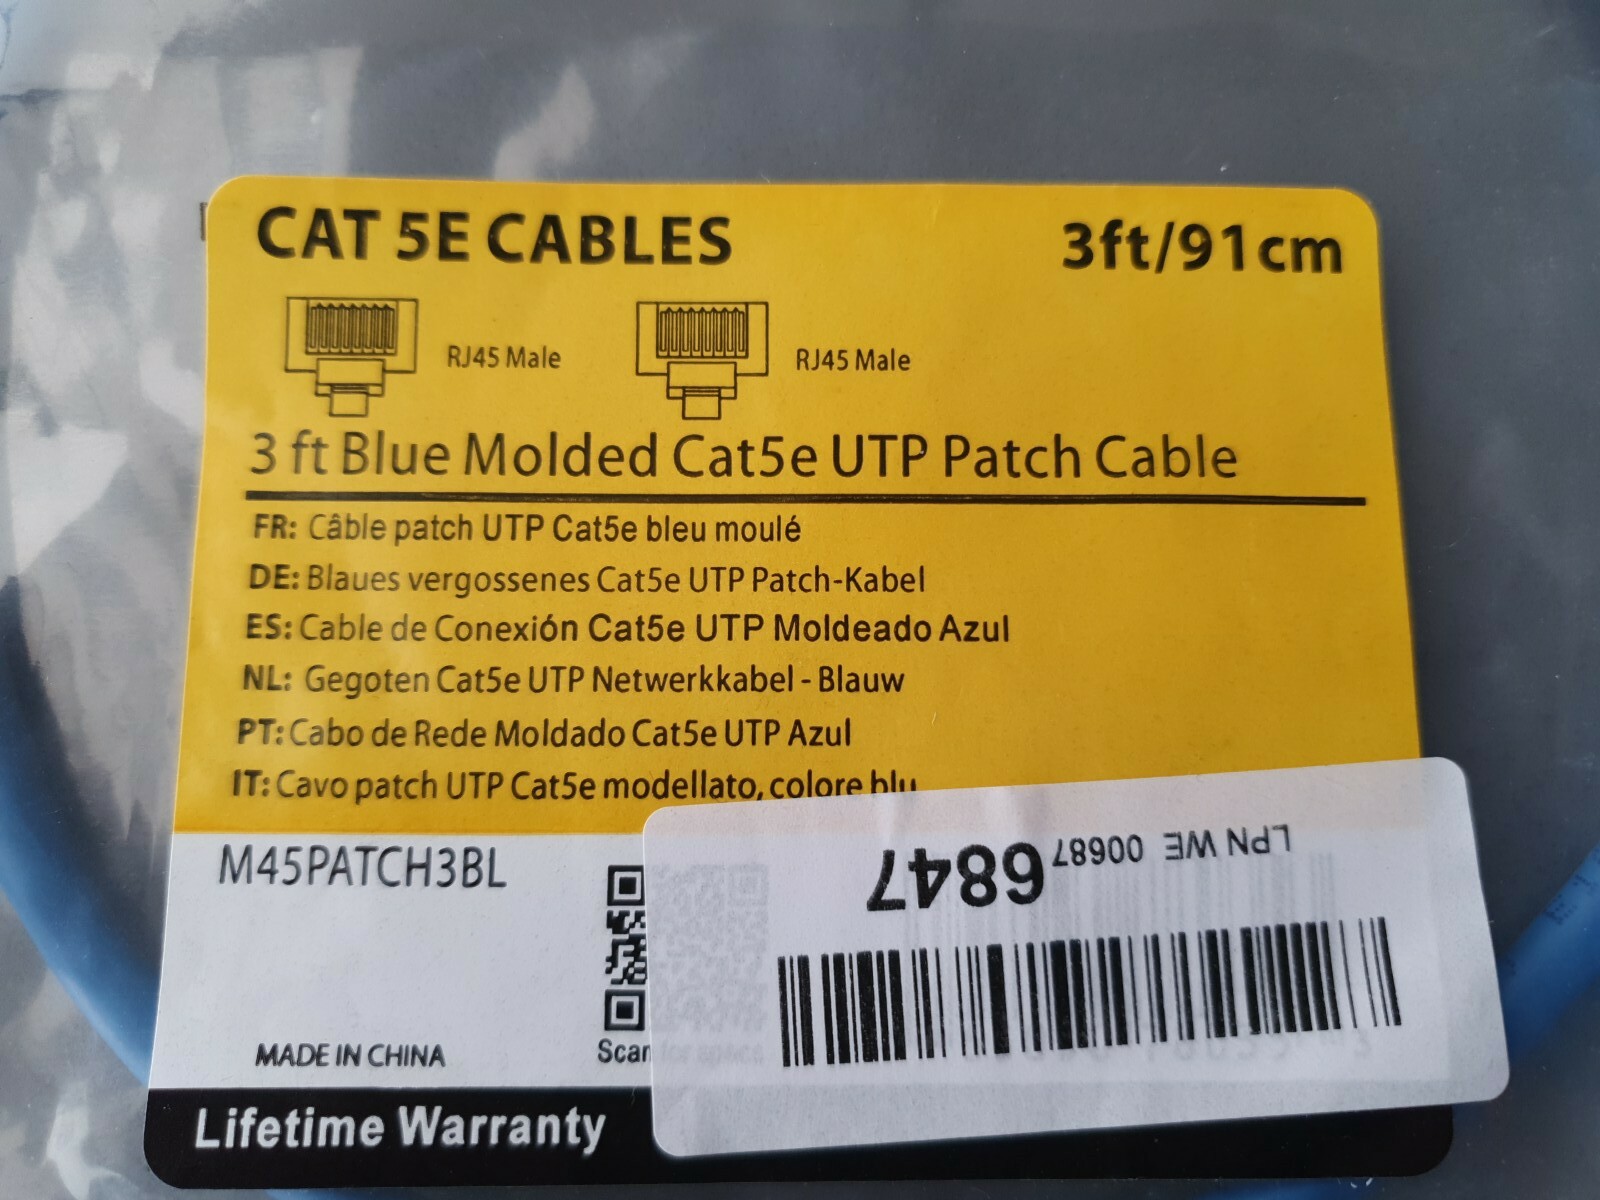 CAT 5E CABLES 3ft/91cm
RJ45 Male RJ45 Male
3 ft Blue Molded Cat5e UTP Patch Cable
FR: Câble patch UTP Cat5e bleu moulé
DE: Blaues vergossenes Cat5e UTP Patch-Kabel
ES: Cable de Conexión Cat5e UTP Moldeado Azul
NL: Gegoten Cat5e UTP Netwerkkabel - Blauw
PT: Cabo de Rede Moldado Cat5e UTP Azul
IT: Cavo patch UTP Cat5e modellato, colore blu
M45PATCH3BL
LPN WE 00687 6847
Scan for specs
MADE IN CHINA
Lifetime Warranty